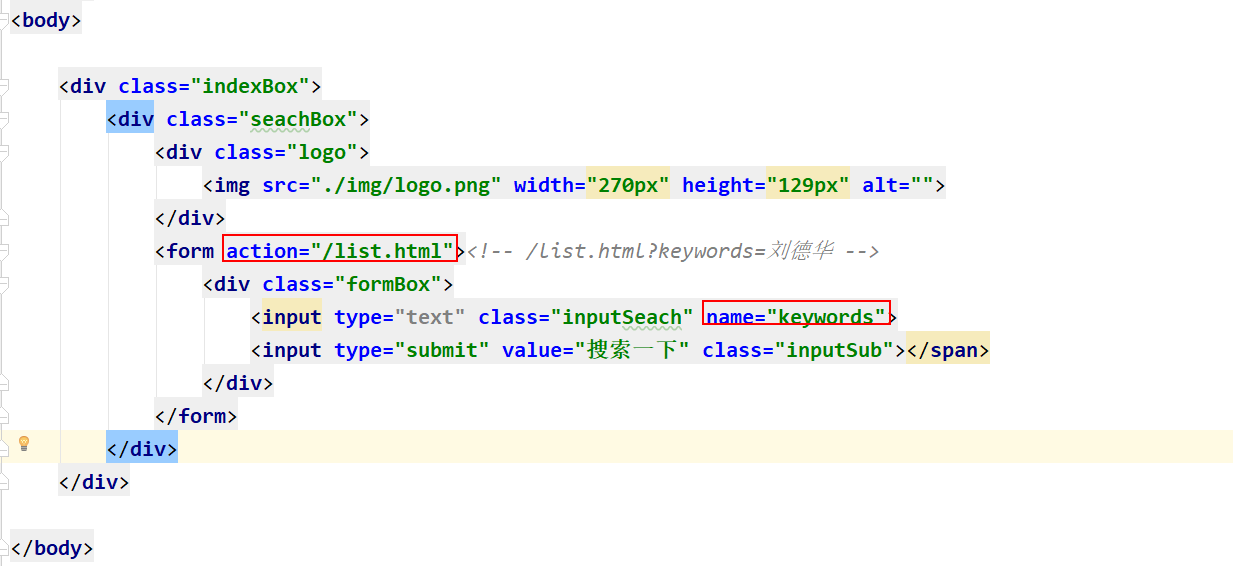 <body>
<div class="indexBox">
<div class="seachBox">
<div class="logo">
<img src="./img/logo.png" width="270px" height="129px" alt="">
</div>
<form action="/list.html"><!-- /list.html?keywords=刘德华 -->
<div class="formBox">
<input type="text" class="inputSeach" name="keywords">
<input type="submit" value="搜索一下" class="inputSub"></span>
</div>
</form>
</div>
</div>
</body>